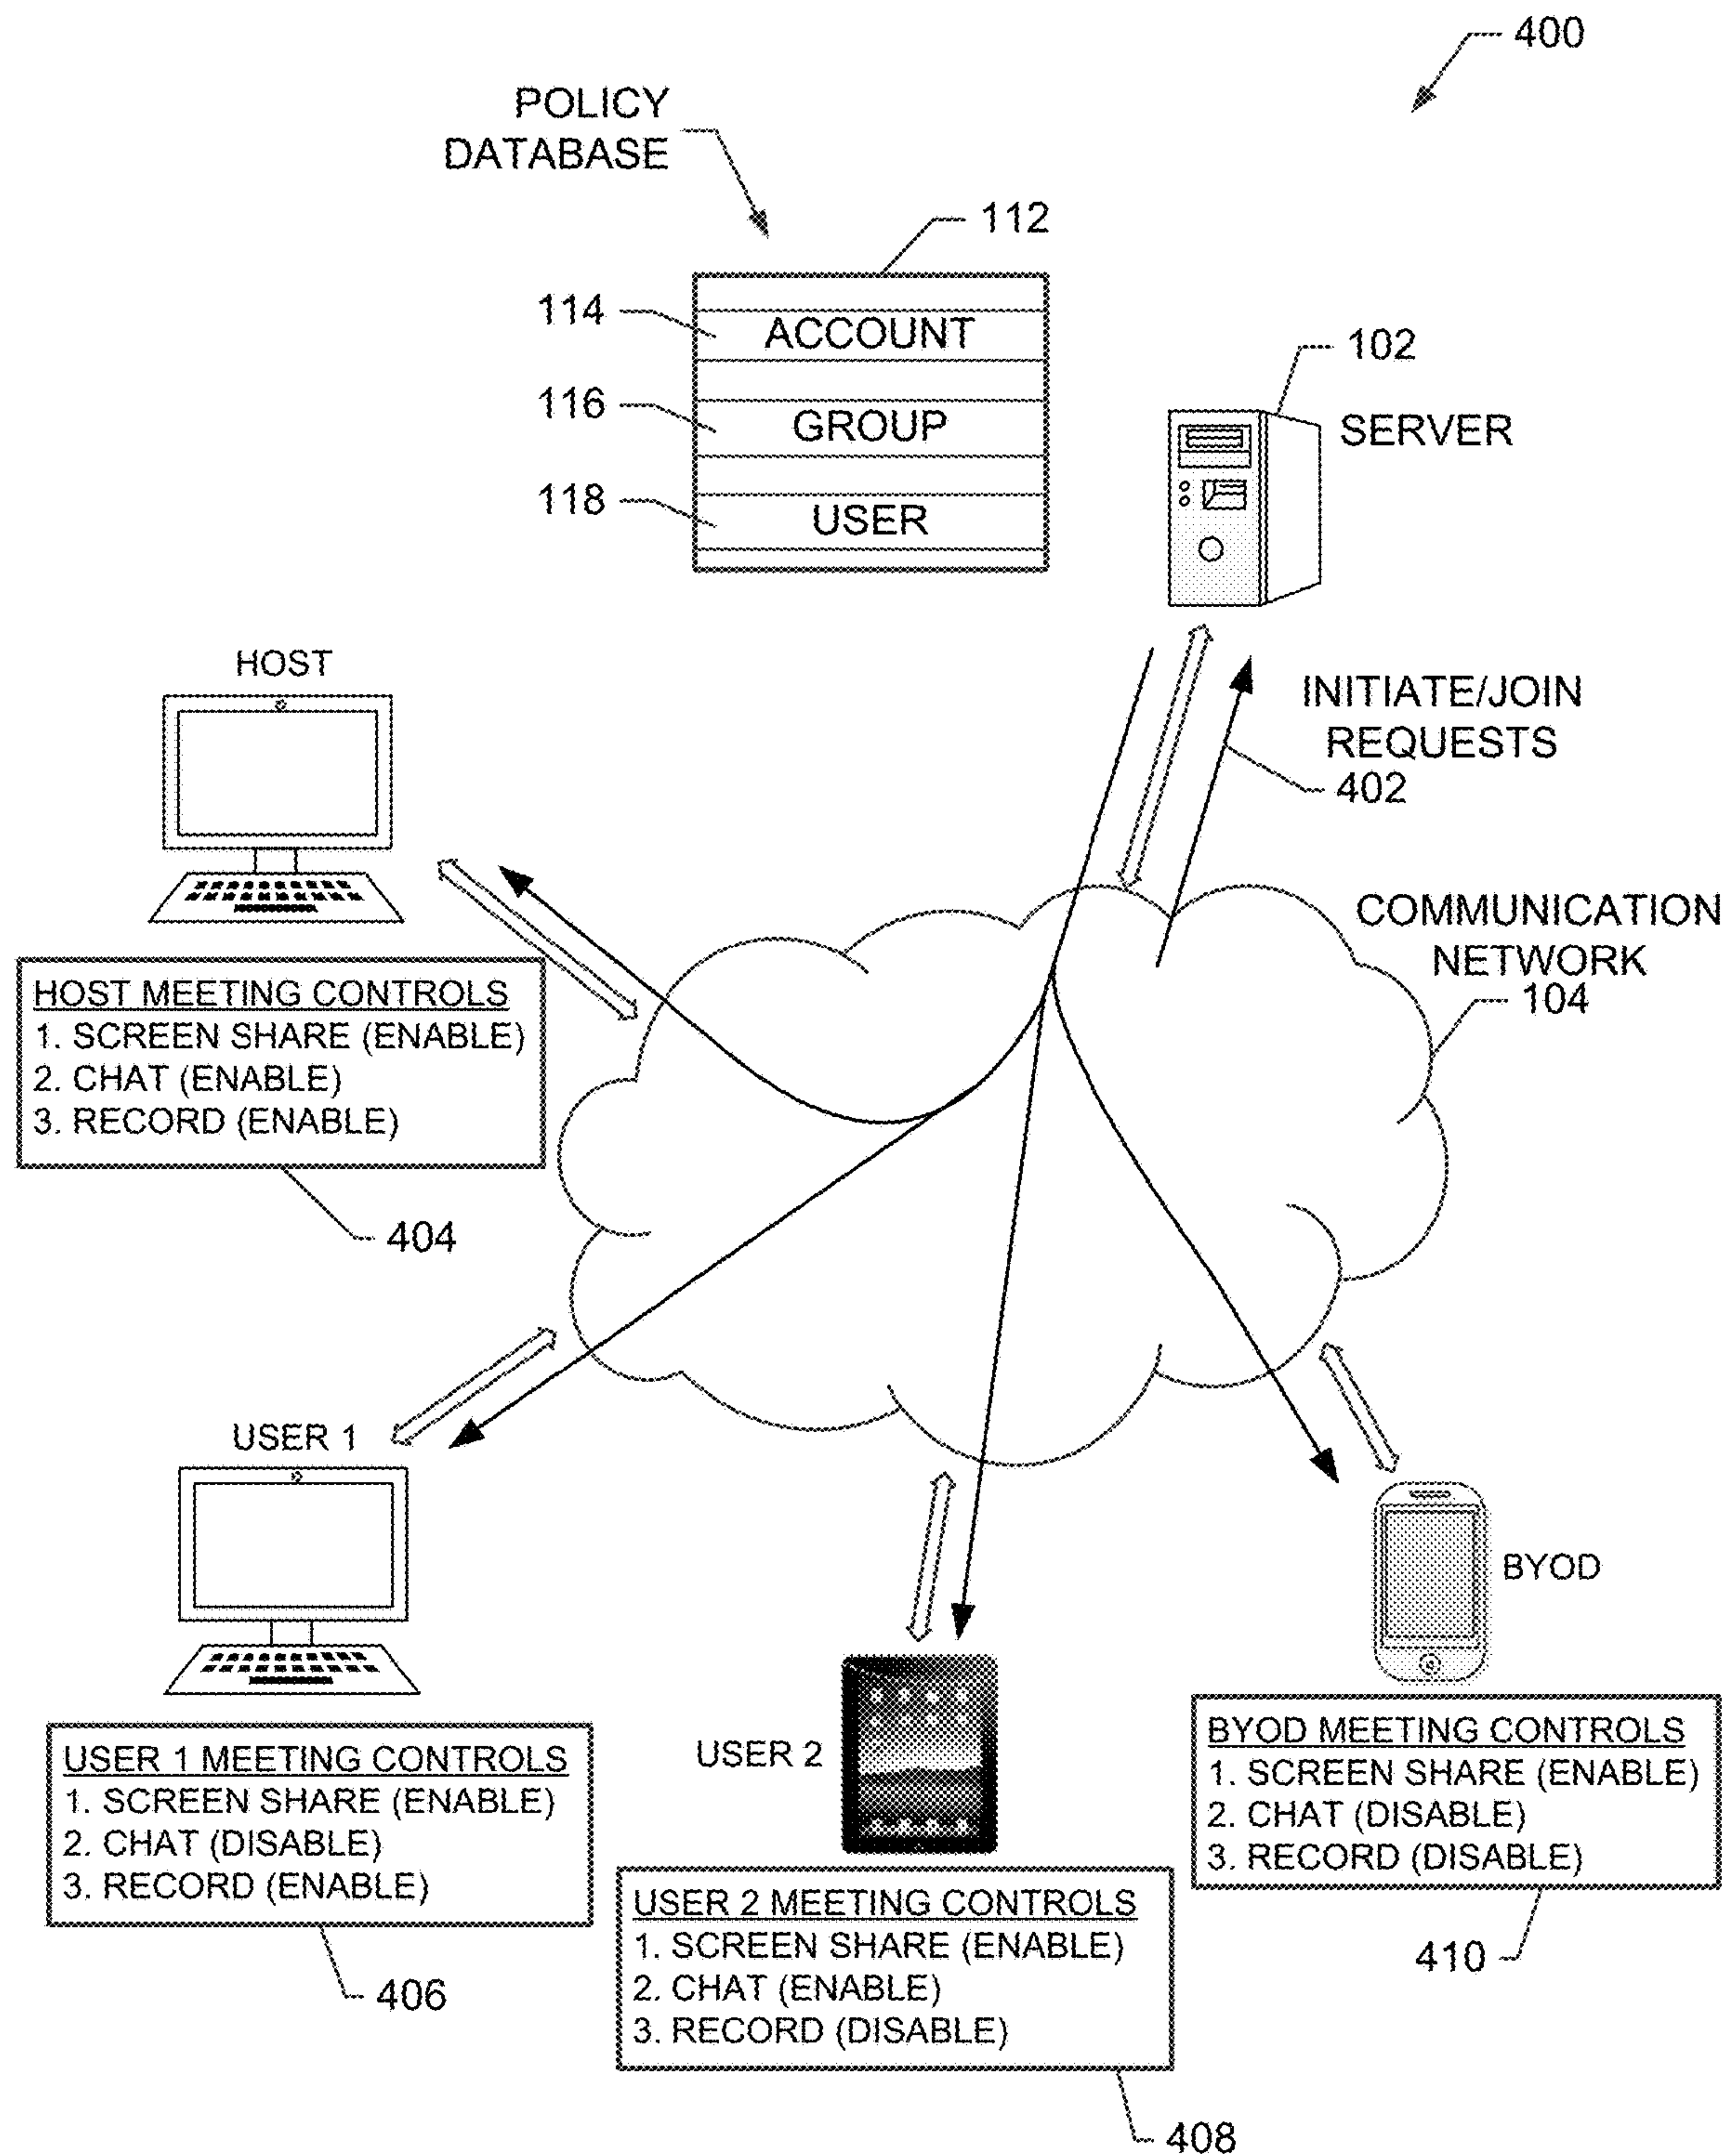 400
POLICY
DATABASE
112
114
ACCOUNT
102
116
GROUP
SERVER
118
USER
HOST
INITIATE/JOIN
REQUESTS
402
COMMUNICATION
NETWORK
104
HOST MEETING CONTROLS
1. SCREEN SHARE (ENABLE)
2. CHAT (ENABLE)
3. RECORD (ENABLE)
404
USER 1
BYOD
USER 1 MEETING CONTROLS
1. SCREEN SHARE (ENABLE)
2. CHAT (DISABLE)
3. RECORD (ENABLE)
406
USER 2
BYOD MEETING CONTROLS
1. SCREEN SHARE (ENABLE)
2. CHAT (DISABLE)
3. RECORD (DISABLE)
410
USER 2 MEETING CONTROLS
1. SCREEN SHARE (ENABLE)
2. CHAT (ENABLE)
3. RECORD (DISABLE)
408